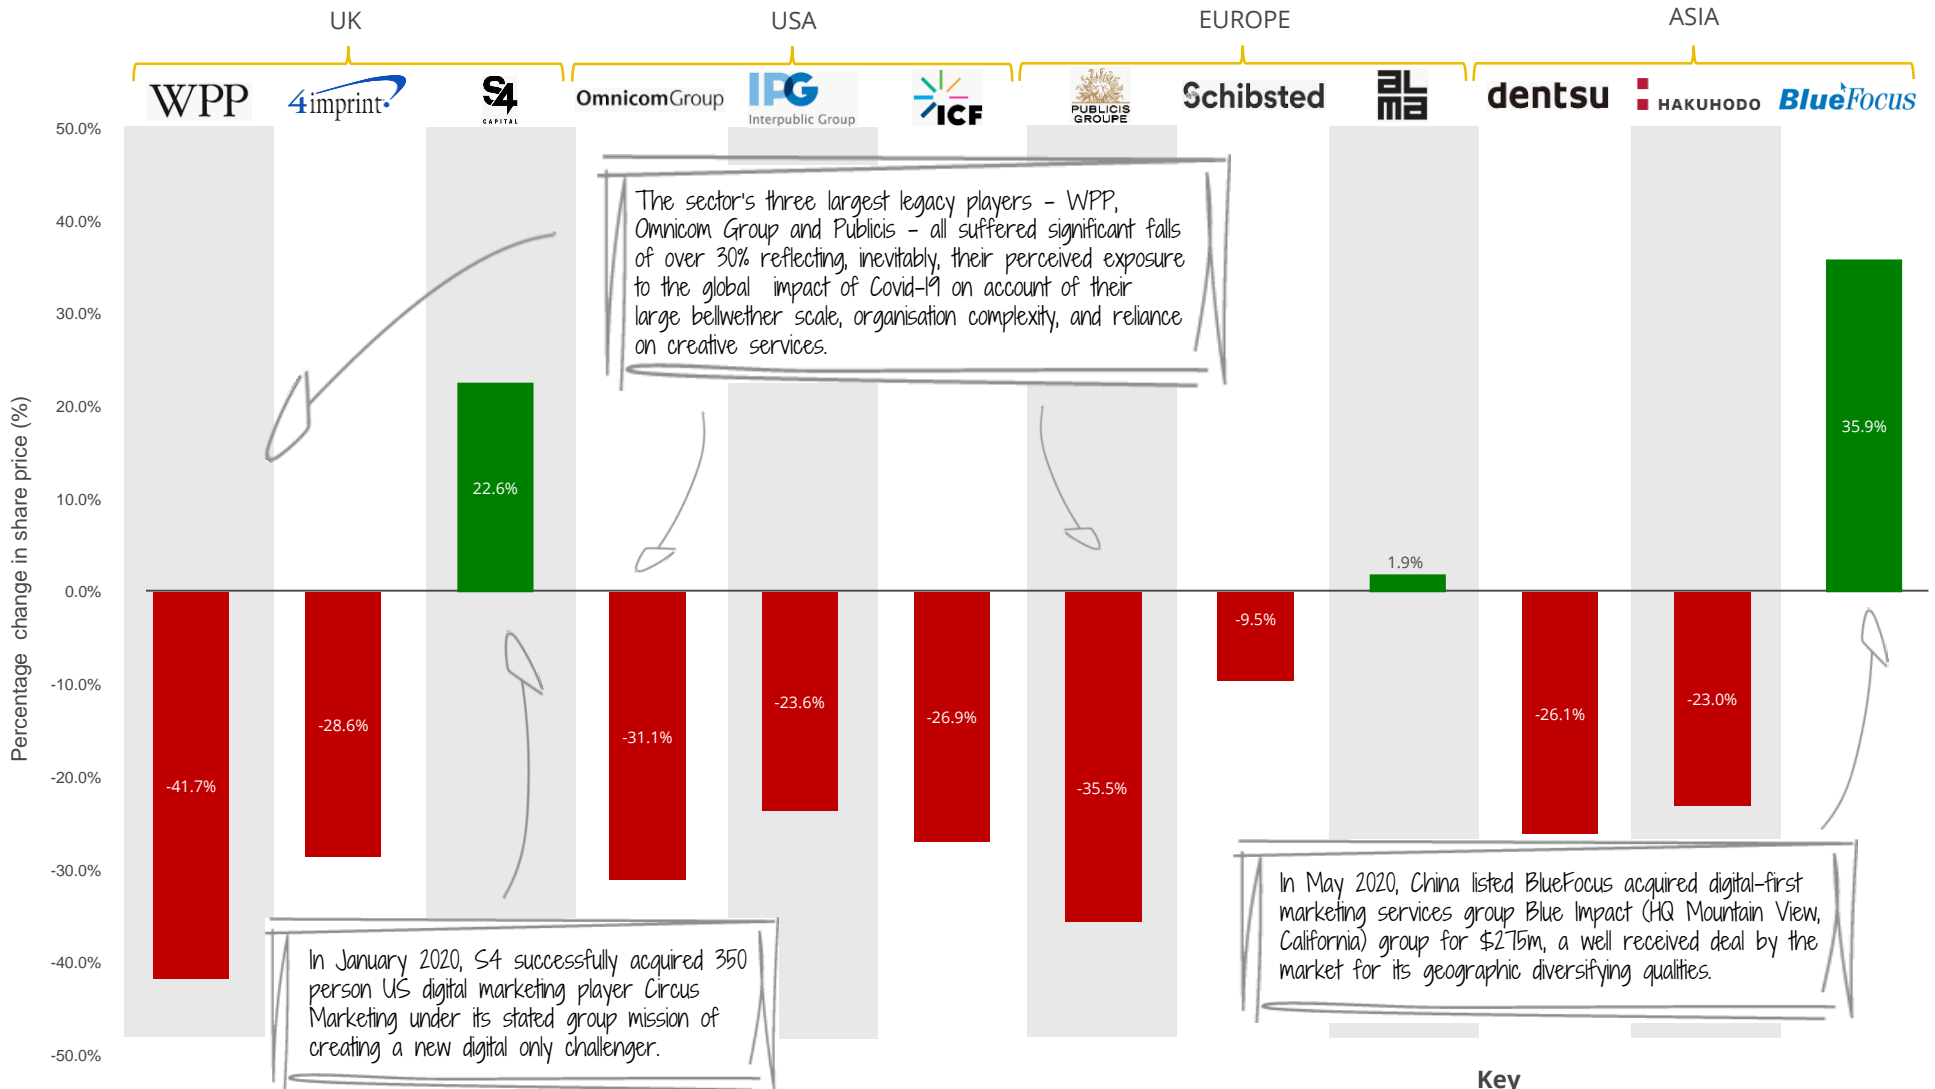 UK
USA
EUROPE
ASIA
WPP
4imprint
S4
CAPITAL
OmnicomGroup
IPG
Interpublic Group
ICF
PUBLICIS
GROUPE
Schibsted
aL
ma
dentsu
HAKUHODO
BlueFocus
50.0%
40.0%
30.0%
20.0%
10.0%
0.0%
-10.0%
-20.0%
-30.0%
-40.0%
-50.0%
Percentage change in share price (%)
The sector's three largest legacy players - WPP,
Omnicom Group and Publicis - all suffered significant falls
of over 30% reflecting, inevitably, their perceived exposure
to the global impact of Covid-19 on account of their
large bellwether scale, organisation complexity, and reliance
on creative services.
-41.7%
-28.6%
22.6%
-31.1%
-23.6%
-26.9%
-35.5%
-9.5%
1.9%
-26.1%
-23.0%
35.9%
In January 2020, S4 successfully acquired 350
person US digital marketing player Circus
Marketing under its stated group mission of
creating a new digital only challenger.
In May 2020, China listed BlueFocus acquired digital-first
marketing services group Blue Impact (HQ Mountain View,
California) group for $275m, a well received deal by the
market for its geographic diversifying qualities.
Key